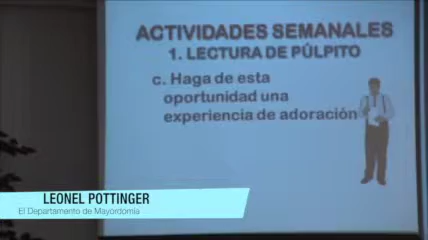 ACTIVIDADES SEMANALES
1. LECTURA DE PÚLPITO
c. Haga de esta
oportunidad una
experiencia de adoración
LEONEL POTTINGER
El Departamento de Mayordomía